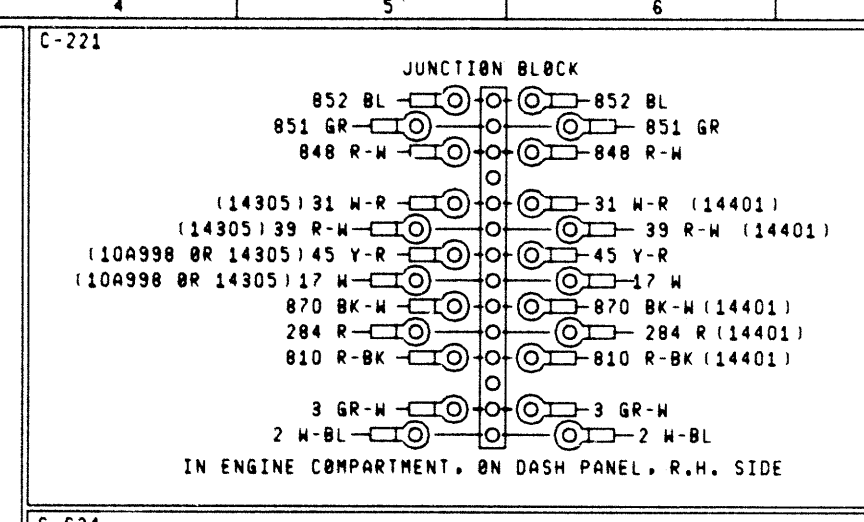 4 5 6
C-221
JUNCTION BLOCK
852 BL 852 BL
851 GR 851 GR
848 R-W 848 R-W
(14305) 31 W-R 31 W-R (14401)
(14305) 39 R-W 39 R-W (14401)
(10A998 OR 14305) 45 Y-R 45 Y-R
(10A998 OR 14305) 17 W 17 W
870 BK-W 870 BK-W (14401)
284 R 284 R (14401)
810 R-BK 810 R-BK (14401)
3 GR-W 3 GR-W
2 W-BL 2 W-BL
IN ENGINE COMPARTMENT, ON DASH PANEL, R.H. SIDE